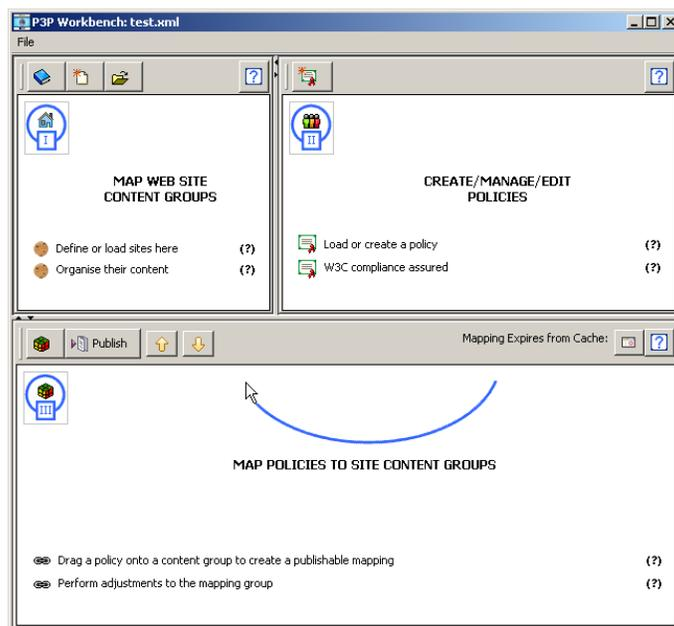 P3P Workbench: test.xml
File
?
?
I
MAP WEB SITE
CONTENT GROUPS
Define or load sites here (?)
Organise their content (?)
II
CREATE/MANAGE/EDIT
POLICIES
Load or create a policy (?)
W3C compliance assured (?)
Publish
Mapping Expires from Cache:
?
III
MAP POLICIES TO SITE CONTENT GROUPS
Drag a policy onto a content group to create a publishable mapping (?)
Perform adjustments to the mapping group (?)